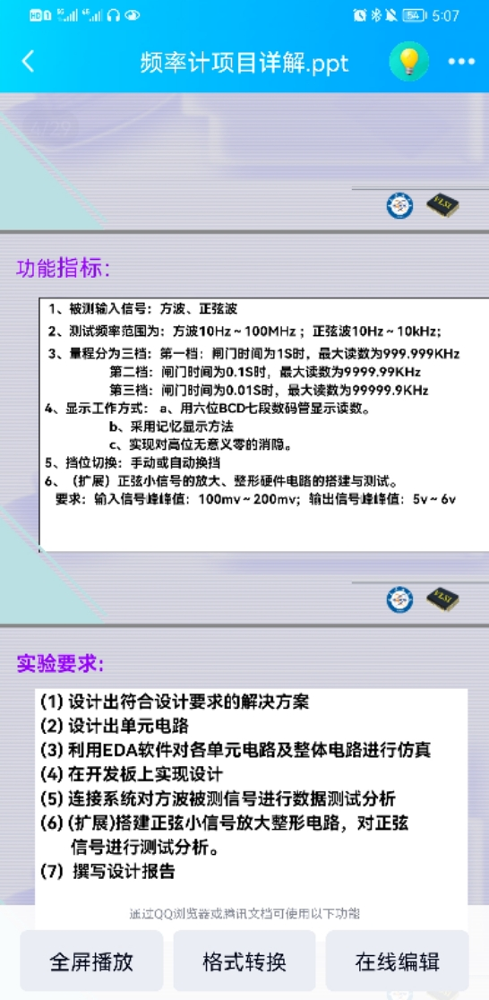 HD 1 5G 4G 54 5:07
频率计项目详解.ppt
VLSI
功能指标:
1、被测输入信号：方波、正弦波
2、测试频率范围为：方波10Hz~100MHz；正弦波10Hz~10kHz;
3、量程分为三档：第一档：闸门时间为1S时，最大读数为999.999KHz
第二档：闸门时间为0.1S时，最大读数为9999.99KHz
第三档：闸门时间为0.01S时，最大读数为99999.9KHz
4、显示工作方式：a、用六位BCD七段数码管显示读数。
b、采用记忆显示方法
c、实现对高位无意义零的消隐。
5、挡位切换：手动或自动换挡
6、（扩展）正弦小信号的放大、整形硬件电路的搭建与测试。
要求：输入信号峰峰值：100mv~200mv；输出信号峰峰值：5v~6v
VLSI
实验要求:
(1) 设计出符合设计要求的解决方案
(2) 设计出单元电路
(3) 利用EDA软件对各单元电路及整体电路进行仿真
(4) 在开发板上实现设计
(5) 连接系统对方波被测信号进行数据测试分析
(6) (扩展)搭建正弦小信号放大整形电路，对正弦
信号进行测试分析。
(7) 撰写设计报告
通过QQ浏览器或腾讯文档可使用以下功能
全屏播放 格式转换 在线编辑